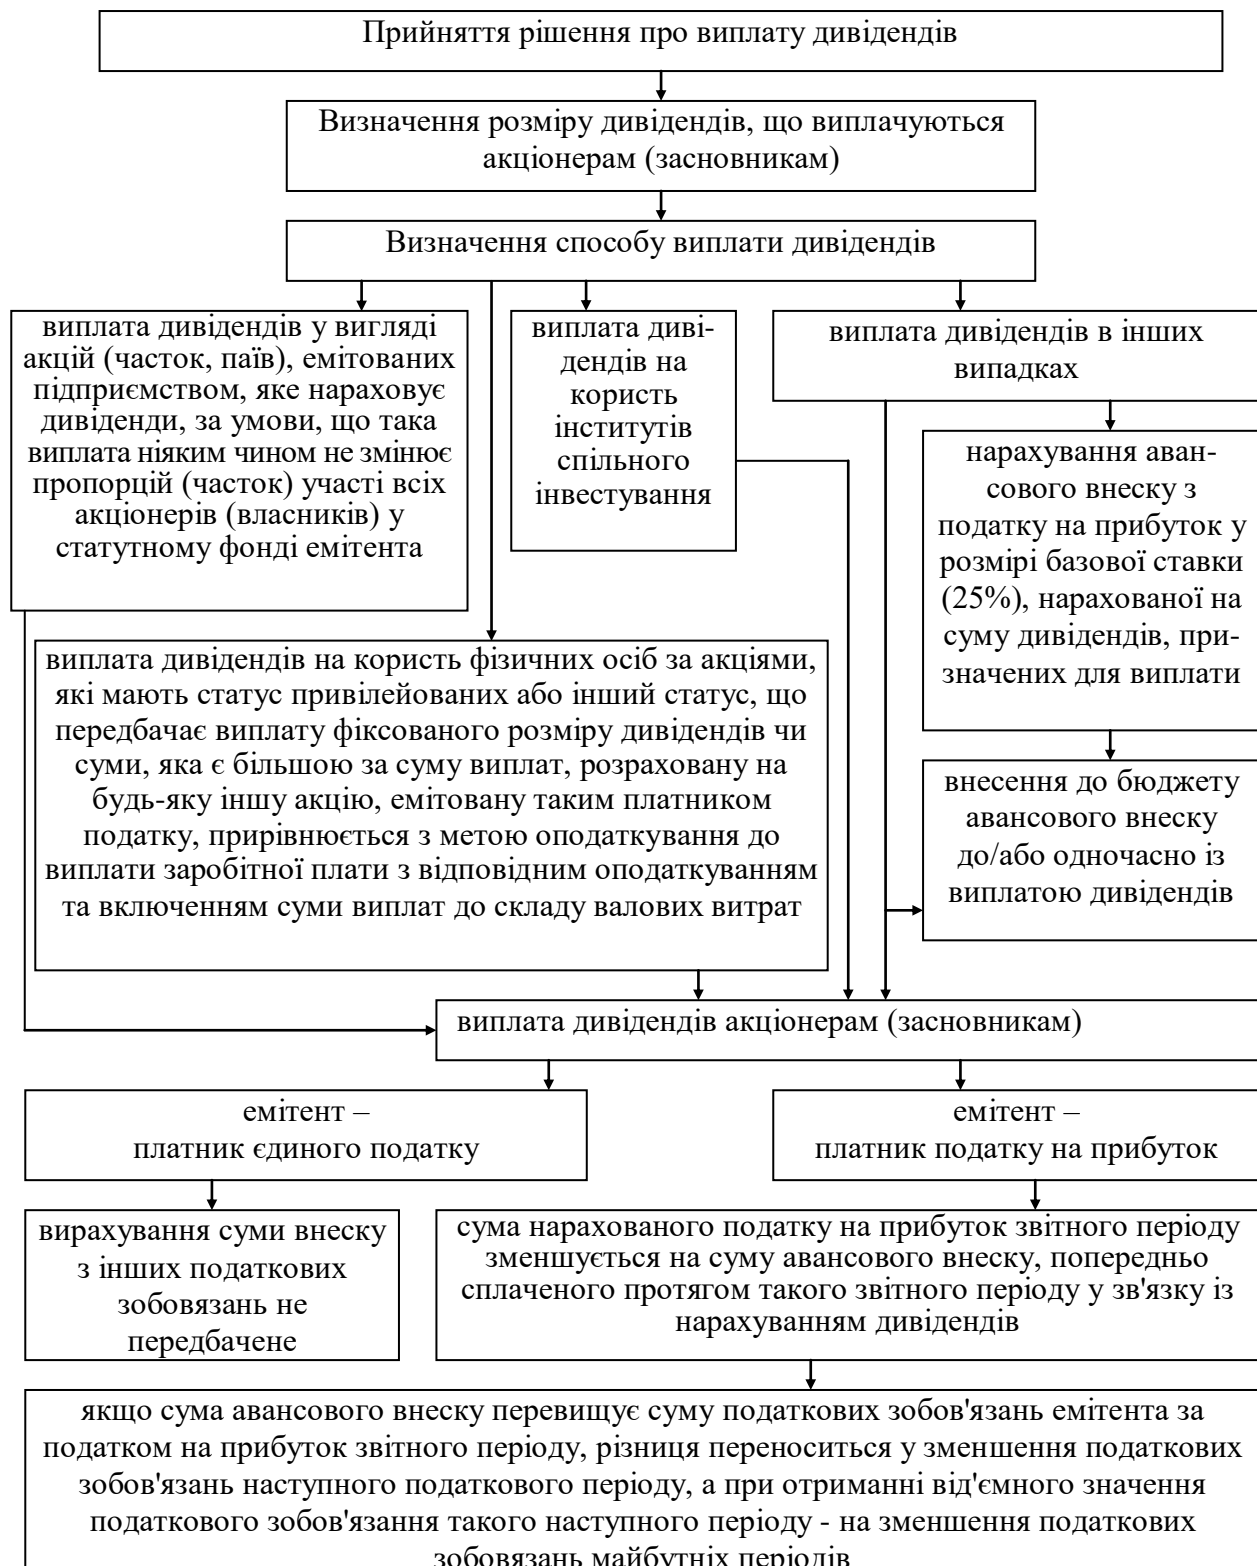 Прийняття рішення про виплату дивідендів
Визначення розміру дивідендів, що виплачуються
акціонерам (засновникам)
Визначення способу виплати дивідендів
виплата дивідендів у вигляді
акцій (часток, паїв), емітованих
підприємством, яке нараховує
дивіденди, за умови, що така
виплата ніяким чином не змінює
пропорцій (часток) участі всіх
акціонерів (власників) у
статутному фонді емітента
виплата диві-
дендів на
користь
інститутів
спільного
інвестування
виплата дивідендів в інших
випадках
нарахування аван-
сового внеску з
податку на прибуток у
розмірі базової ставки
(25%), нарахованої на
суму дивідендів, при-
значених для виплати
виплата дивідендів на користь фізичних осіб за акціями,
які мають статус привілейованих або інший статус, що
передбачає виплату фіксованого розміру дивідендів чи
суми, яка є більшою за суму виплат, розраховану на
будь-яку іншу акцію, емітовану таким платником
податку, прирівнюється з метою оподаткування до
виплати заробітної плати з відповідним оподаткуванням
та включенням суми виплат до складу валових витрат
внесення до бюджету
авансового внеску
до/або одночасно із
виплатою дивідендів
виплата дивідендів акціонерам (засновникам)
емітент –
платник єдиного податку
емітент –
платник податку на прибуток
вирахування суми внеску
з інших податкових
зобовязань не
передбачене
сума нарахованого податку на прибуток звітного періоду
зменшується на суму авансового внеску, попередньо
сплаченого протягом такого звітного періоду у зв'язку із
нарахуванням дивідендів
якщо сума авансового внеску перевищує суму податкових зобов'язань емітента за
податком на прибуток звітного періоду, різниця переноситься у зменшення податкових
зобов'язань наступного податкового періоду, а при отриманні від'ємного значення
податкового зобов'язання такого наступного періоду - на зменшення податкових
зобовязань майбутніх періодів